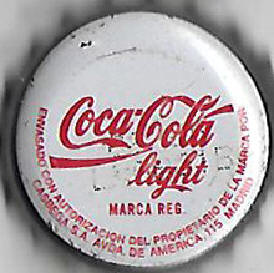 Coca-Cola
light
MARCA REG.
ENVASADO CON AUTORIZACION DEL PROPIETARIO DE LA MARCA POR
CASBEGA S.A. AVDA. DE AMERICA, 115 MADRID